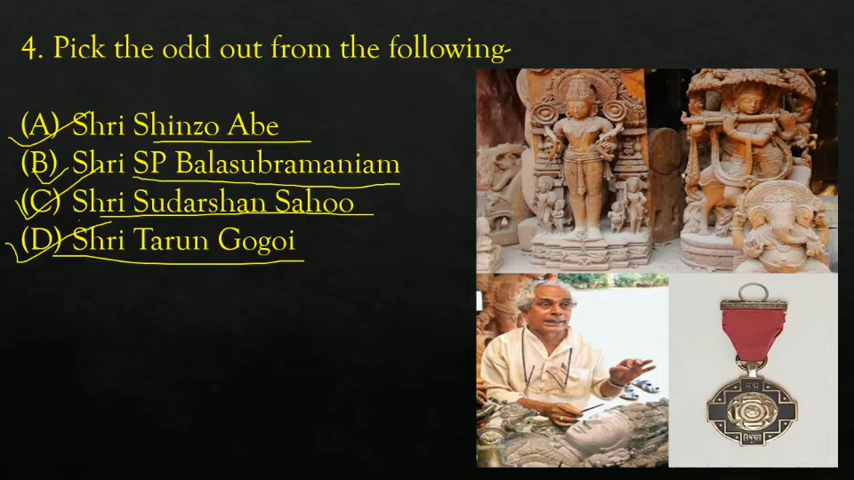 4. Pick the odd out from the following-
(A) Shri Shinzo Abe
(B) Shri SP Balasubramaniam
(C) Shri Sudarshan Sahoo
(D) Shri Tarun Gogoi